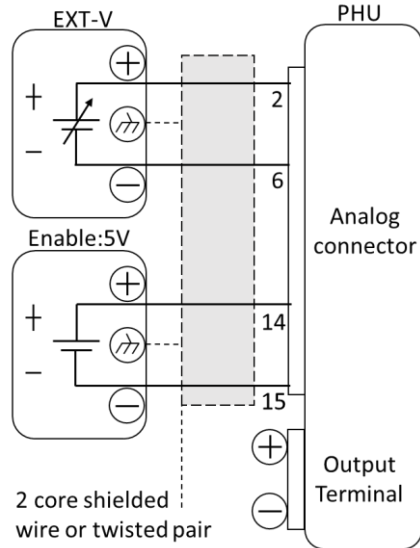 EXT-V
PHU
+
+
2
−
−
6
Analog
connector
Enable:5V
+
+
14
−
−
15
+
−
Output
Terminal
2 core shielded
wire or twisted pair